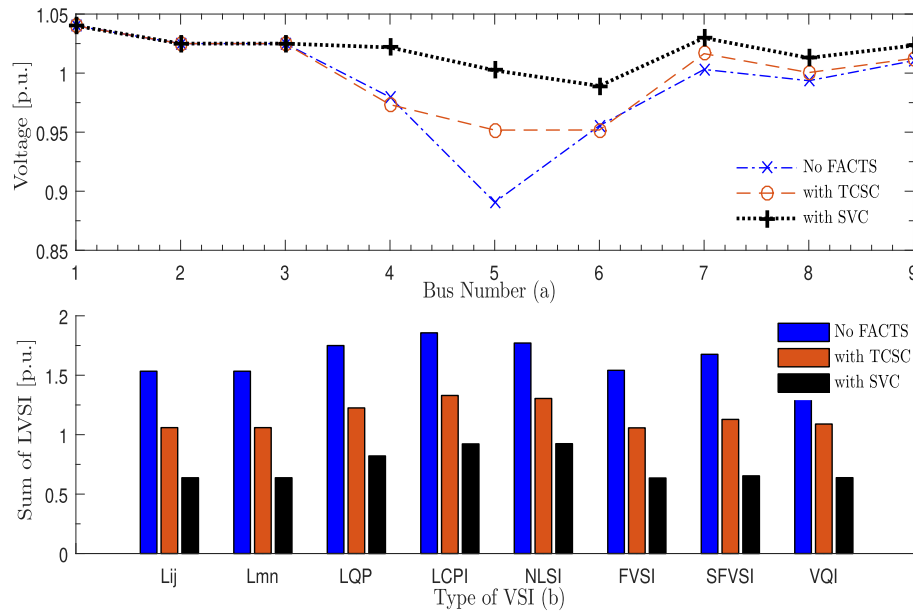 1.05
1
0.95
0.9
0.85
Voltage [p.u.]
No FACTS
with TCSC
with SVC
1 2 3 4 5 6 7 8 9
Bus Number (a)
2
1.5
1
0.5
0
Sum of LVSI [p.u.]
No FACTS
with TCSC
with SVC
Lij Lmn LQP LCPI NLSI FVSI SFVSI VQI
Type of VSI (b)